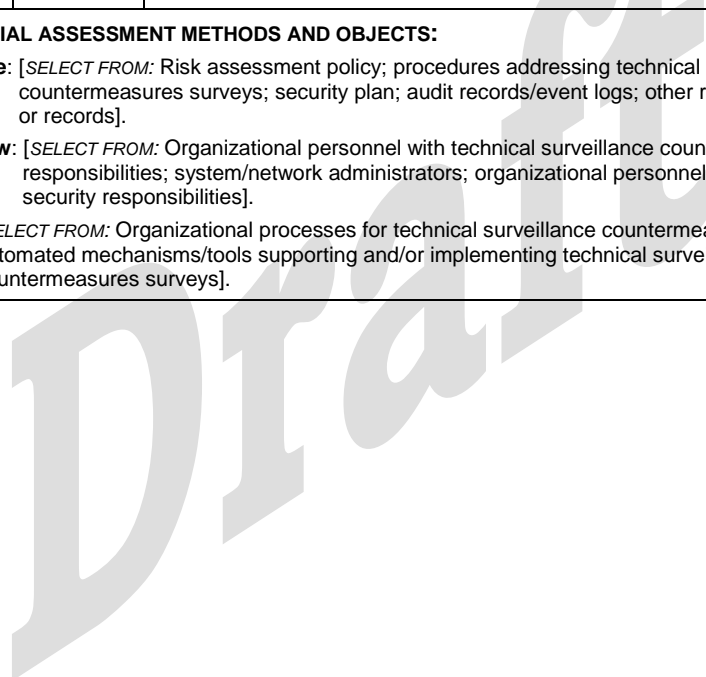 IAL ASSESSMENT METHODS AND OBJECTS:
e: [SELECT FROM: Risk assessment policy; procedures addressing technical
countermeasures surveys; security plan; audit records/event logs; other r
or records].
w: [SELECT FROM: Organizational personnel with technical surveillance coun
responsibilities; system/network administrators; organizational personnel
security responsibilities].
ELECT FROM: Organizational processes for technical surveillance countermea
tomated mechanisms/tools supporting and/or implementing technical surve
untermeasures surveys].
Draft